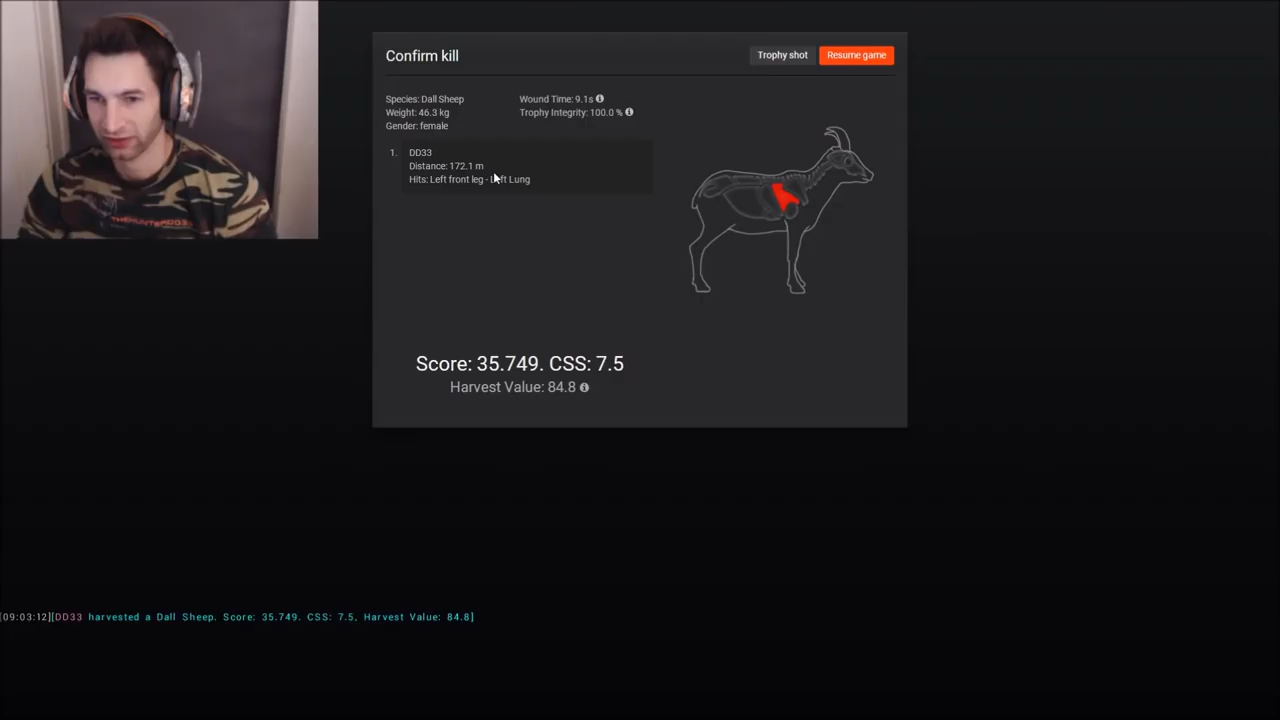 Confirm kill
Trophy shot
Resume game
Species: Dall Sheep
Weight: 46.3 kg
Gender: female
Wound Time: 9.1s
Trophy Integrity: 100.0 %
1. DD33
Distance: 172.1 m
Hits: Left front leg - Left Lung
THEHUNTERDD33
Score: 35.749. CSS: 7.5
Harvest Value: 84.8
[09:03:12][DD33 harvested a Dall Sheep. Score: 35.749. CSS: 7.5, Harvest Value: 84.8]